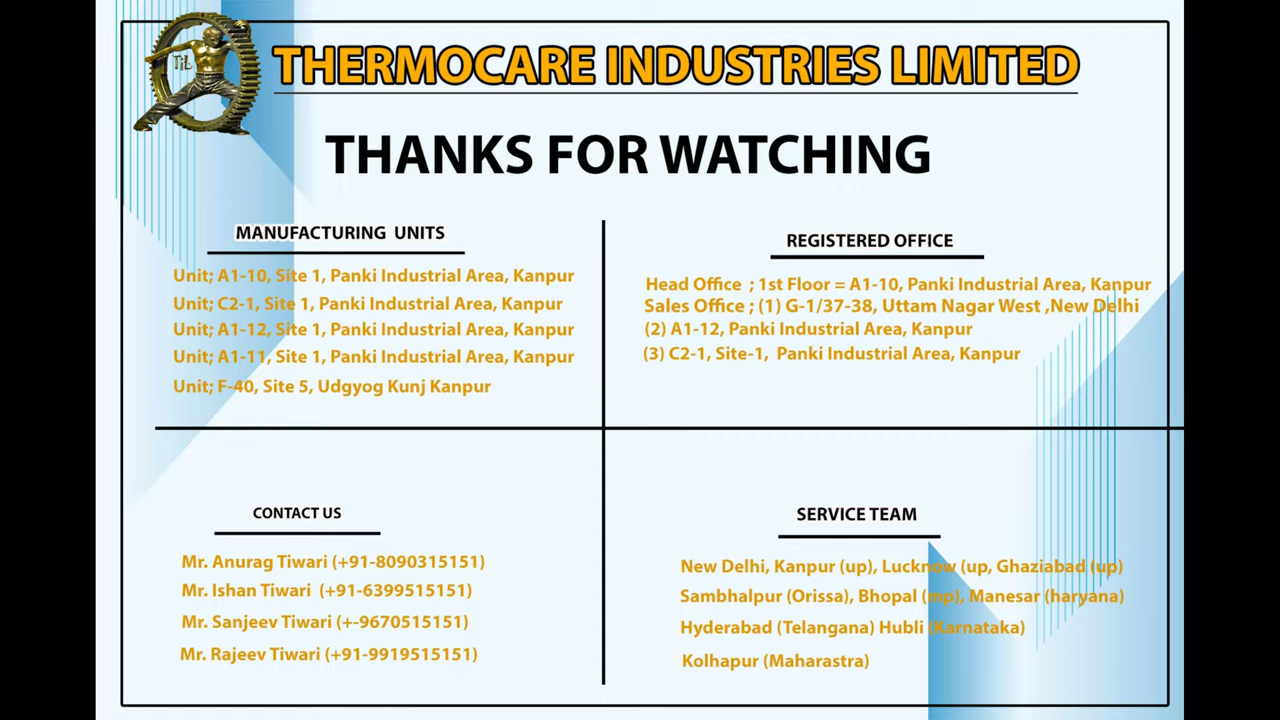 TiL
THERMOCARE INDUSTRIES LIMITED
THANKS FOR WATCHING
MANUFACTURING UNITS
Unit; A1-10, Site 1, Panki Industrial Area, Kanpur
Unit; C2-1, Site 1, Panki Industrial Area, Kanpur
Unit; A1-12, Site 1, Panki Industrial Area, Kanpur
Unit; A1-11, Site 1, Panki Industrial Area, Kanpur
Unit; F-40, Site 5, Udgyog Kunj Kanpur
REGISTERED OFFICE
Head Office ; 1st Floor = A1-10, Panki Industrial Area, Kanpur
Sales Office ; (1) G-1/37-38, Uttam Nagar West ,New Delhi
(2) A1-12, Panki Industrial Area, Kanpur
(3) C2-1, Site-1, Panki Industrial Area, Kanpur
CONTACT US
Mr. Anurag Tiwari (+91-8090315151)
Mr. Ishan Tiwari (+91-6399515151)
Mr. Sanjeev Tiwari (+-9670515151)
Mr. Rajeev Tiwari (+91-9919515151)
SERVICE TEAM
New Delhi, Kanpur (up), Lucknow (up, Ghaziabad (up)
Sambhalpur (Orissa), Bhopal (mp), Manesar (haryana)
Hyderabad (Telangana) Hubli (Karnataka)
Kolhapur (Maharastra)